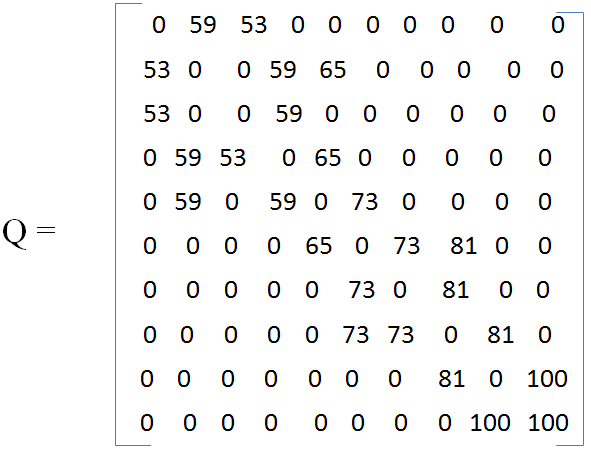 0 59 53 0 0 0 0 0 0 0
53 0 0 59 65 0 0 0 0 0
53 0 0 59 0 0 0 0 0 0
0 59 53 0 65 0 0 0 0 0
0 59 0 59 0 73 0 0 0 0
Q = 0 0 0 0 65 0 73 81 0 0
0 0 0 0 0 73 0 81 0 0
0 0 0 0 0 73 73 0 81 0
0 0 0 0 0 0 0 81 0 100
0 0 0 0 0 0 0 0 100 100